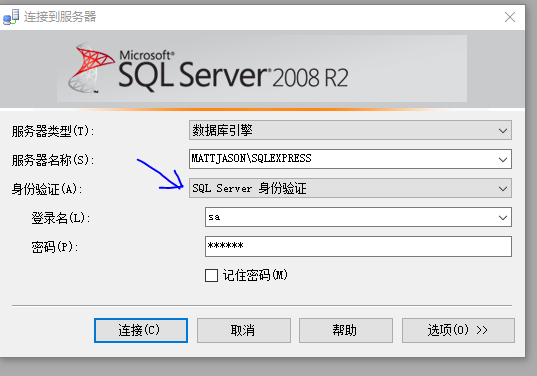 连接到服务器
Microsoft
SQL Server 2008 R2
服务器类型(T):
数据库引擎
服务器名称(S):
MATTJASON\SQLEXPRESS
身份验证(A):
SQL Server 身份验证
登录名(L):
sa
密码(P):
******
记住密码(M)
连接(C)
取消
帮助
选项(O) >>